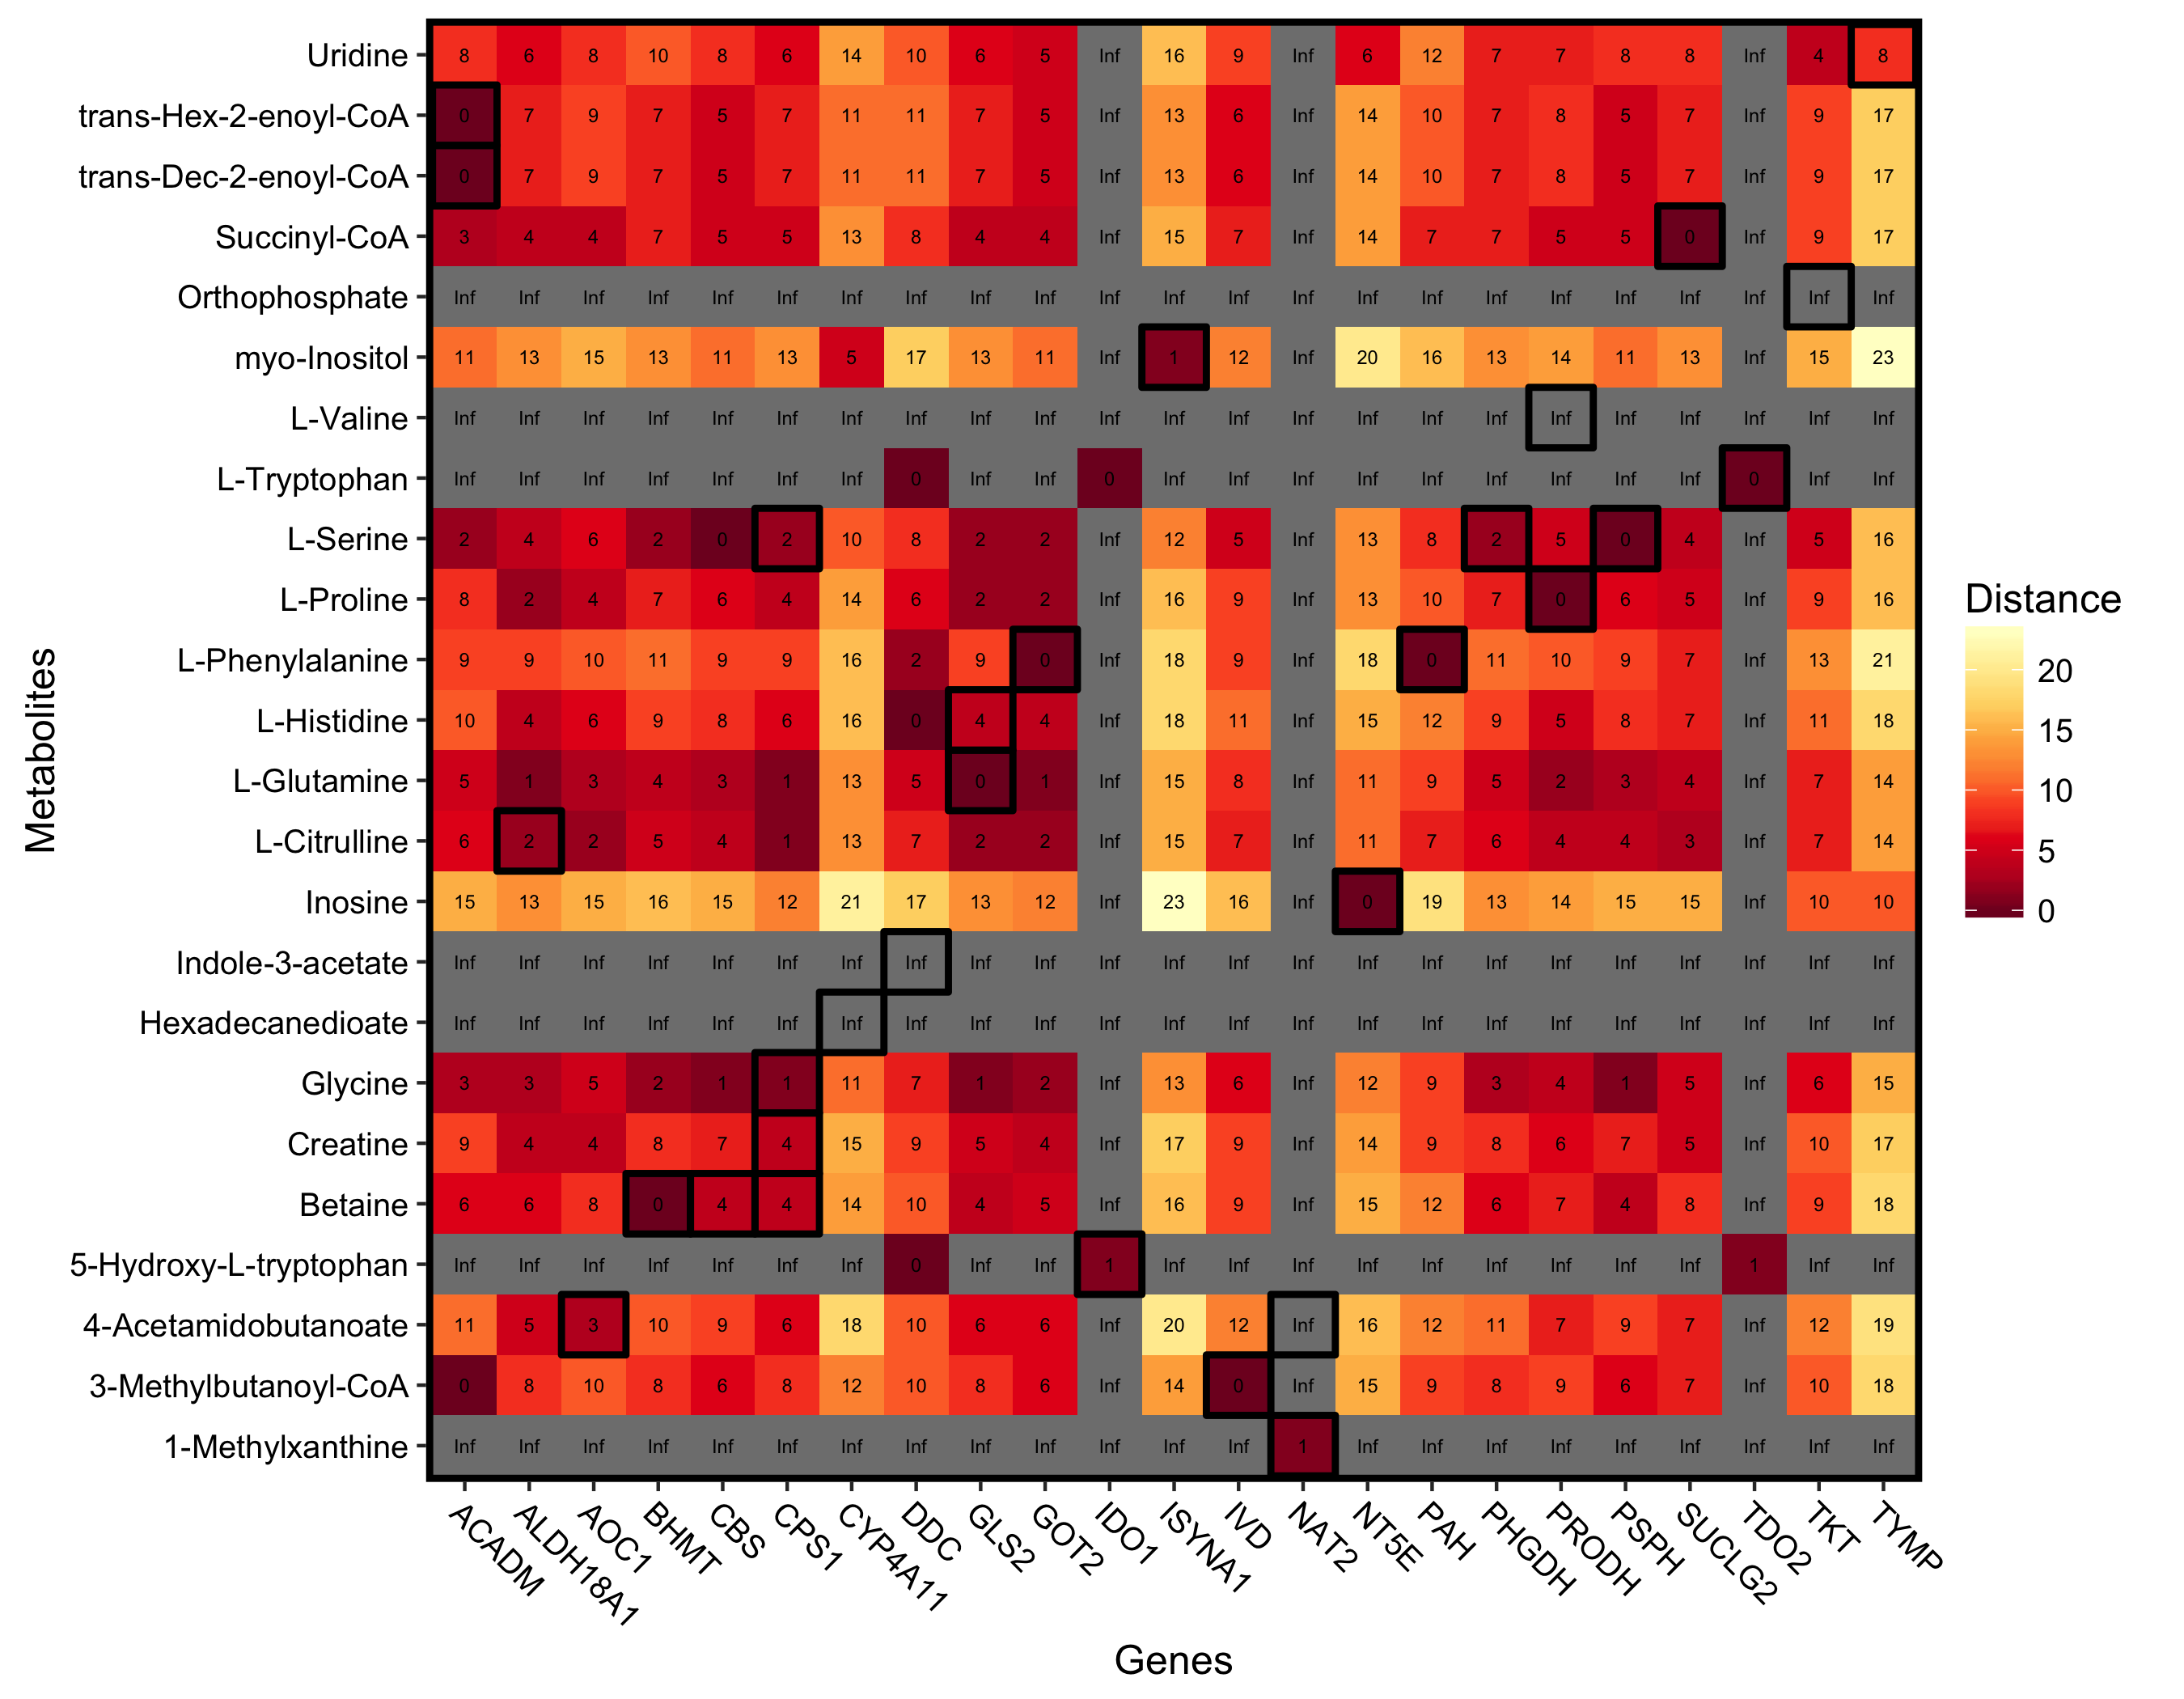 Uridine 8 6 8 10 8 6 14 10 6 5 Inf 16 9 Inf 6 12 7 7 8 8 Inf 4 8
trans-Hex-2-enoyl-CoA 0 7 9 7 5 7 11 11 7 5 Inf 13 6 Inf 14 10 7 8 5 7 Inf 9 17
trans-Dec-2-enoyl-CoA 0 7 9 7 5 7 11 11 7 5 Inf 13 6 Inf 14 10 7 8 5 7 Inf 9 17
Succinyl-CoA 3 4 4 7 5 5 13 8 4 4 Inf 15 7 Inf 14 7 7 5 5 0 Inf 9 17
Orthophosphate Inf Inf Inf Inf Inf Inf Inf Inf Inf Inf Inf Inf Inf Inf Inf Inf Inf Inf Inf Inf Inf Inf Inf
myo-Inositol 11 13 15 13 11 13 5 17 13 11 Inf 1 12 Inf 20 16 13 14 11 13 Inf 15 23
L-Valine Inf Inf Inf Inf Inf Inf Inf Inf Inf Inf Inf Inf Inf Inf Inf Inf Inf Inf Inf Inf Inf Inf Inf
L-Tryptophan Inf Inf Inf Inf Inf Inf Inf 0 Inf Inf 0 Inf Inf Inf Inf Inf Inf Inf Inf Inf 0 Inf Inf
L-Serine 2 4 6 2 0 2 10 8 2 2 Inf 12 5 Inf 13 8 2 5 0 4 Inf 5 16
L-Proline 8 2 4 7 6 4 14 6 2 2 Inf 16 9 Inf 13 10 7 0 6 5 Inf 9 16
L-Phenylalanine 9 9 10 11 9 9 16 2 9 0 Inf 18 9 Inf 18 0 11 10 9 7 Inf 13 21
L-Histidine 10 4 6 9 8 6 16 0 4 4 Inf 18 11 Inf 15 12 9 5 8 7 Inf 11 18
L-Glutamine 5 1 3 4 3 1 13 5 0 1 Inf 15 8 Inf 11 9 5 2 3 4 Inf 7 14
L-Citrulline 6 2 2 5 4 1 13 7 2 2 Inf 15 7 Inf 11 7 6 4 4 3 Inf 7 14
Inosine 15 13 15 16 15 12 21 17 13 12 Inf 23 16 Inf 0 19 13 14 15 15 Inf 10 10
Indole-3-acetate Inf Inf Inf Inf Inf Inf Inf Inf Inf Inf Inf Inf Inf Inf Inf Inf Inf Inf Inf Inf Inf Inf Inf
Hexadecanedioate Inf Inf Inf Inf Inf Inf Inf Inf Inf Inf Inf Inf Inf Inf Inf Inf Inf Inf Inf Inf Inf Inf Inf
Glycine 3 3 5 2 1 1 11 7 1 2 Inf 13 6 Inf 12 9 3 4 1 5 Inf 6 15
Creatine 9 4 4 8 7 4 15 9 5 4 Inf 17 9 Inf 14 9 8 6 7 5 Inf 10 17
Betaine 6 6 8 0 4 4 14 10 4 5 Inf 16 9 Inf 15 12 6 7 4 8 Inf 9 18
5-Hydroxy-L-tryptophan Inf Inf Inf Inf Inf Inf Inf 0 Inf Inf 1 Inf Inf Inf Inf Inf Inf Inf Inf Inf 1 Inf Inf
4-Acetamidobutanoate 11 5 3 10 9 6 18 10 6 6 Inf 20 12 Inf 16 12 11 7 9 7 Inf 12 19
3-Methylbutanoyl-CoA 0 8 10 8 6 8 12 10 8 6 Inf 14 0 Inf 15 9 8 9 6 7 Inf 10 18
1-Methylxanthine Inf Inf Inf Inf Inf Inf Inf Inf Inf Inf Inf Inf Inf 1 Inf Inf Inf Inf Inf Inf Inf Inf Inf
ACADM ALDH18A1 AOC1 BHMT CBS CPS1 CYP4A11 DDC GLS2 GOT2 IDO1 ISYNA1 IVD NAT2 NT5E PAH PHGDH PRODH PSPH SUCLG2 TDO2 TKT TYMP
Genes
Metabolites
Distance
20
15
10
5
0